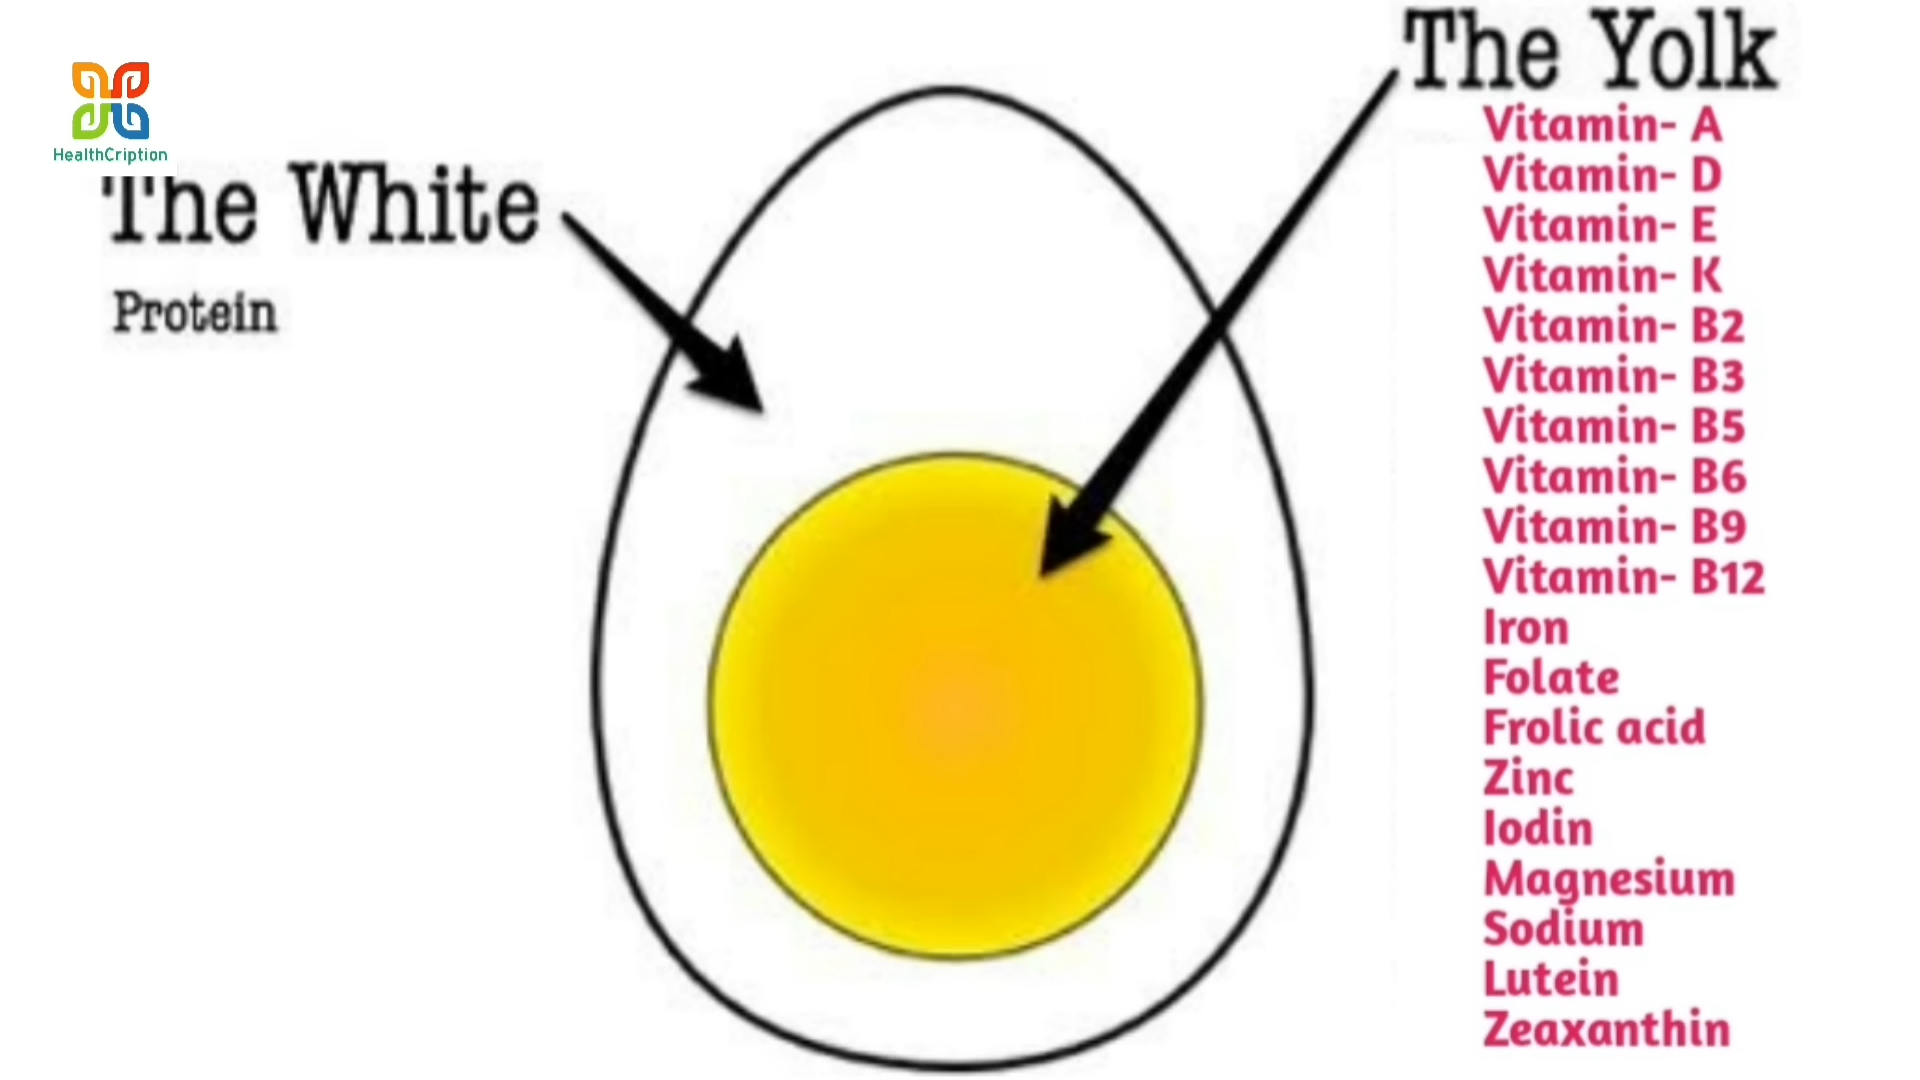 HealthCription
The White
Protein
The Yolk
Vitamin- A
Vitamin- D
Vitamin- E
Vitamin- K
Vitamin- B2
Vitamin- B3
Vitamin- B5
Vitamin- B6
Vitamin- B9
Vitamin- B12
Iron
Folate
Frolic acid
Zinc
Iodin
Magnesium
Sodium
Lutein
Zeaxanthin